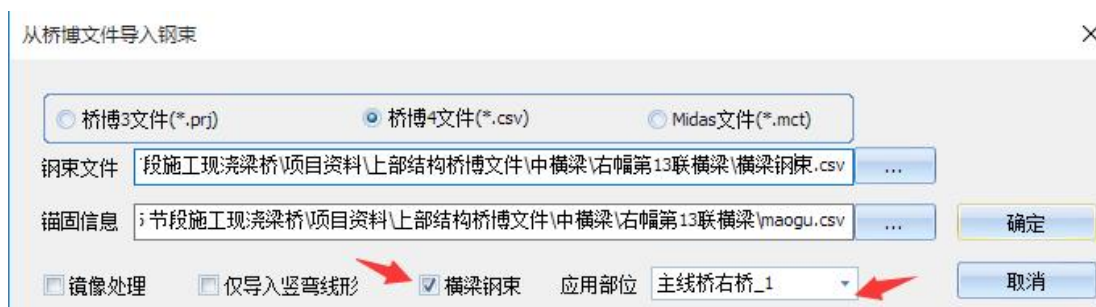 从桥博文件导入钢束
桥博3文件(*.prj) 桥博4文件(*.csv) Midas文件(*.mct)
钢束文件 段施工现浇梁桥\项目资料\上部结构桥博文件\中横梁\右幅第13联横梁\横梁钢束.csv ...
锚固信息 节段施工现浇梁桥\项目资料\上部结构桥博文件\中横梁\右幅第13联横梁\maogu.csv ... 确定
镜像处理 仅导入竖弯线形 横梁钢束 应用部位 主线桥右桥_1 取消